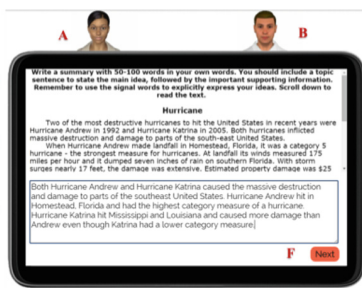 A
B
Write a summary with 50-100 words in your own words. You should include a topic
sentence to state the main idea, followed by the important supporting information.
Remember to use the signal words to explicitly express your ideas. Scroll down to
read the text.
Hurricane
Two of the most destructive hurricanes to hit the United States in recent years were
Hurricane Andrew in 1992 and Hurricane Katrina in 2005. Both hurricanes inflicted
massive destruction and damage to parts of the south-east United States.
When Hurricane Andrew made landfall in Homestead, Florida, it was a category 5
hurricane - the strongest measure for hurricanes. At landfall its winds measured 175
miles per hour and it dumped seven inches of rain on southern Florida. With storm
surges nearly 17 feet, the damage was extensive. Estimated property damage was $25
Both Hurricane Andrew and Hurricane Katrina caused the massive destruction
and damage to parts of the southeast United States. Hurricane Andrew hit in
Homestead, Florida and had the highest category measure of a hurricane.
Hurricane Katrina hit Mississippi and Louisiana and caused more damage than
Andrew even though Katrina had a lower category measure.
F Next